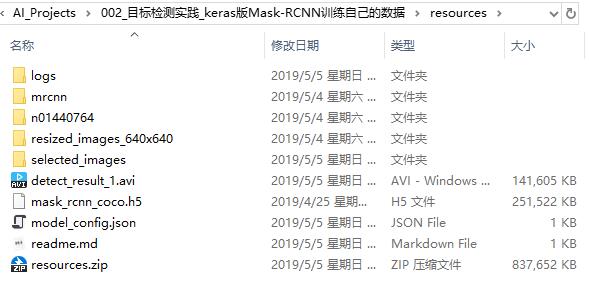 AI_Projects > 002_目标检测实践_keras版Mask-RCNN训练自己的数据 > resources
名称 修改日期 类型 大小
logs 2019/5/5 星期日 ... 文件夹
mrcnn 2019/5/4 星期六 ... 文件夹
n01440764 2019/5/4 星期六 ... 文件夹
resized_images_640x640 2019/5/4 星期六 ... 文件夹
selected_images 2019/5/5 星期日 ... 文件夹
detect_result_1.avi 2019/5/5 星期日 ... AVI - Windows ... 141,605 KB
mask_rcnn_coco.h5 2019/4/25 星期... H5 文件 251,522 KB
model_config.json 2019/5/5 星期日 ... JSON File 1 KB
readme.md 2019/5/5 星期日 ... Markdown File 1 KB
resources.zip 2019/5/5 星期日 ... ZIP 压缩文件 837,652 KB